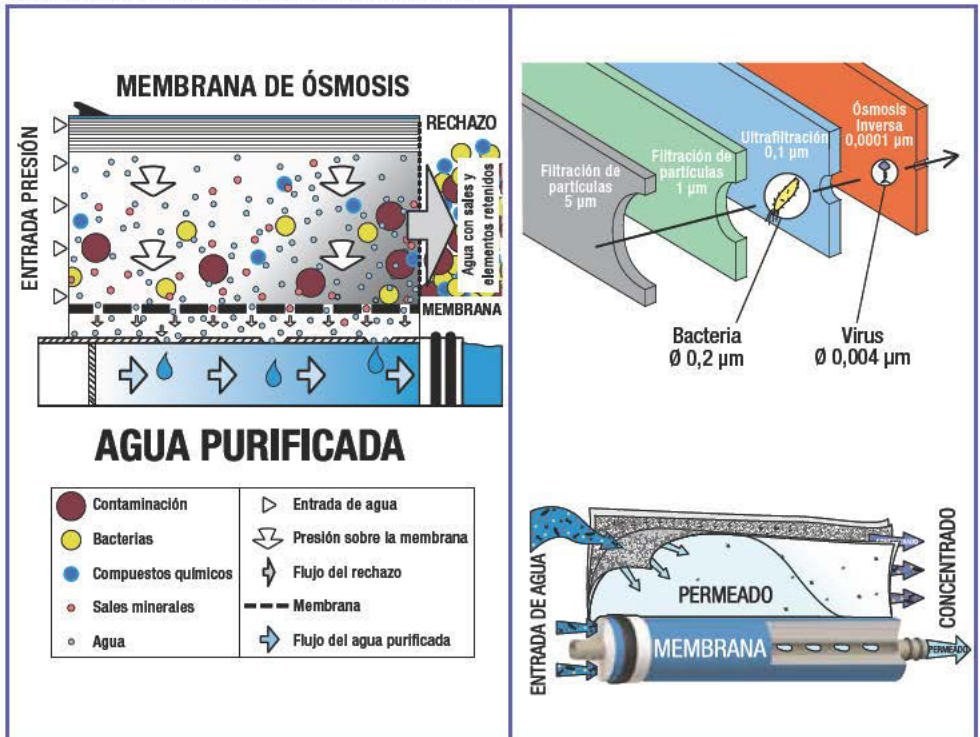 MEMBRANA DE ÓSMOSIS
ENTRADA PRESIÓN
RECHAZO
Agua con sales y
elementos retenidos
MEMBRANA
AGUA PURIFICADA
Contaminación
Bacterias
Compuestos químicos
Sales minerales
Agua
Entrada de agua
Presión sobre la membrana
Flujo del rechazo
Membrana
Flujo del agua purificada
Filtración de
partículas
5 µm
Filtración de
partículas
1 µm
Ultrafiltración
0,1 µm
Ósmosis
Inversa
0,0001 µm
Bacteria
Ø 0,2 µm
Virus
Ø 0,004 µm
ENTRADA DE AGUA
PERMEADO
MEMBRANA
CONCENTRADO
PERMEADO